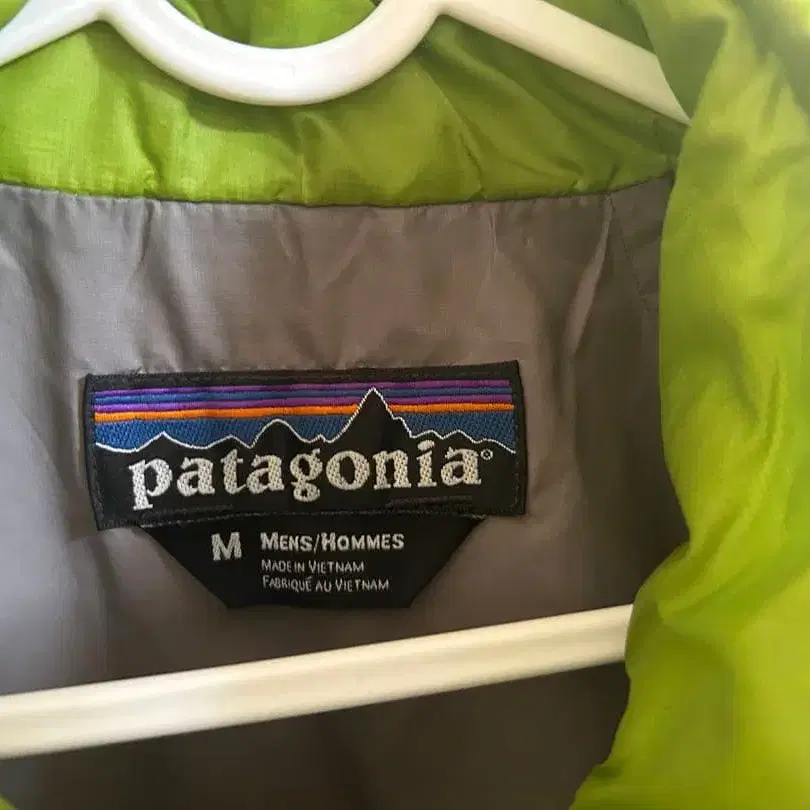 patagonia®
M MENS/HOMMES
MADE IN VIETNAM
FABRIQUÉ AU VIETNAM